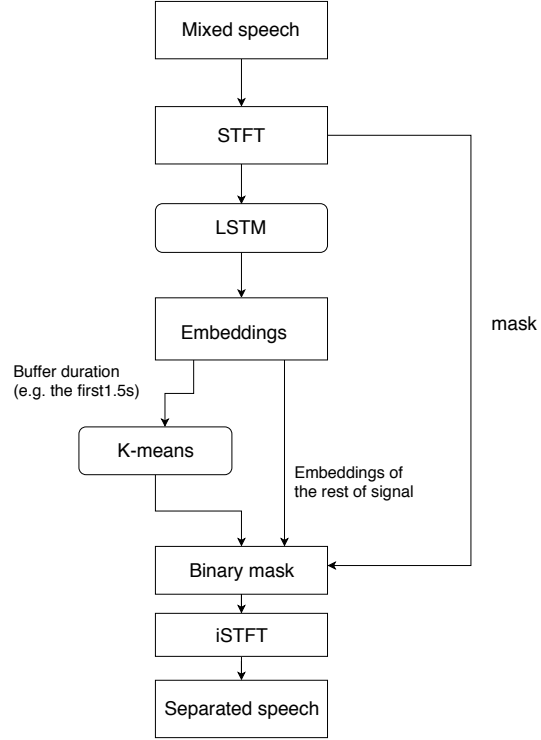 Mixed speech
STFT
LSTM
mask
Embeddings
Buffer duration
(e.g. the first1.5s)
K-means
Embeddings of
the rest of signal
Binary mask
iSTFT
Separated speech